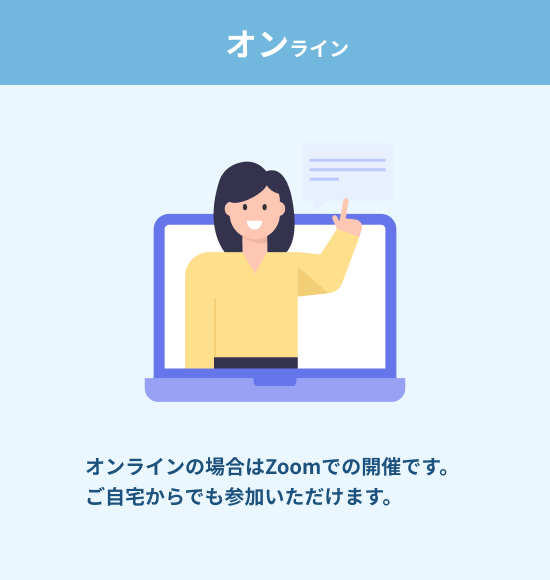 オンライン
オンラインの場合はZoomでの開催です。
ご自宅からでも参加いただけます。